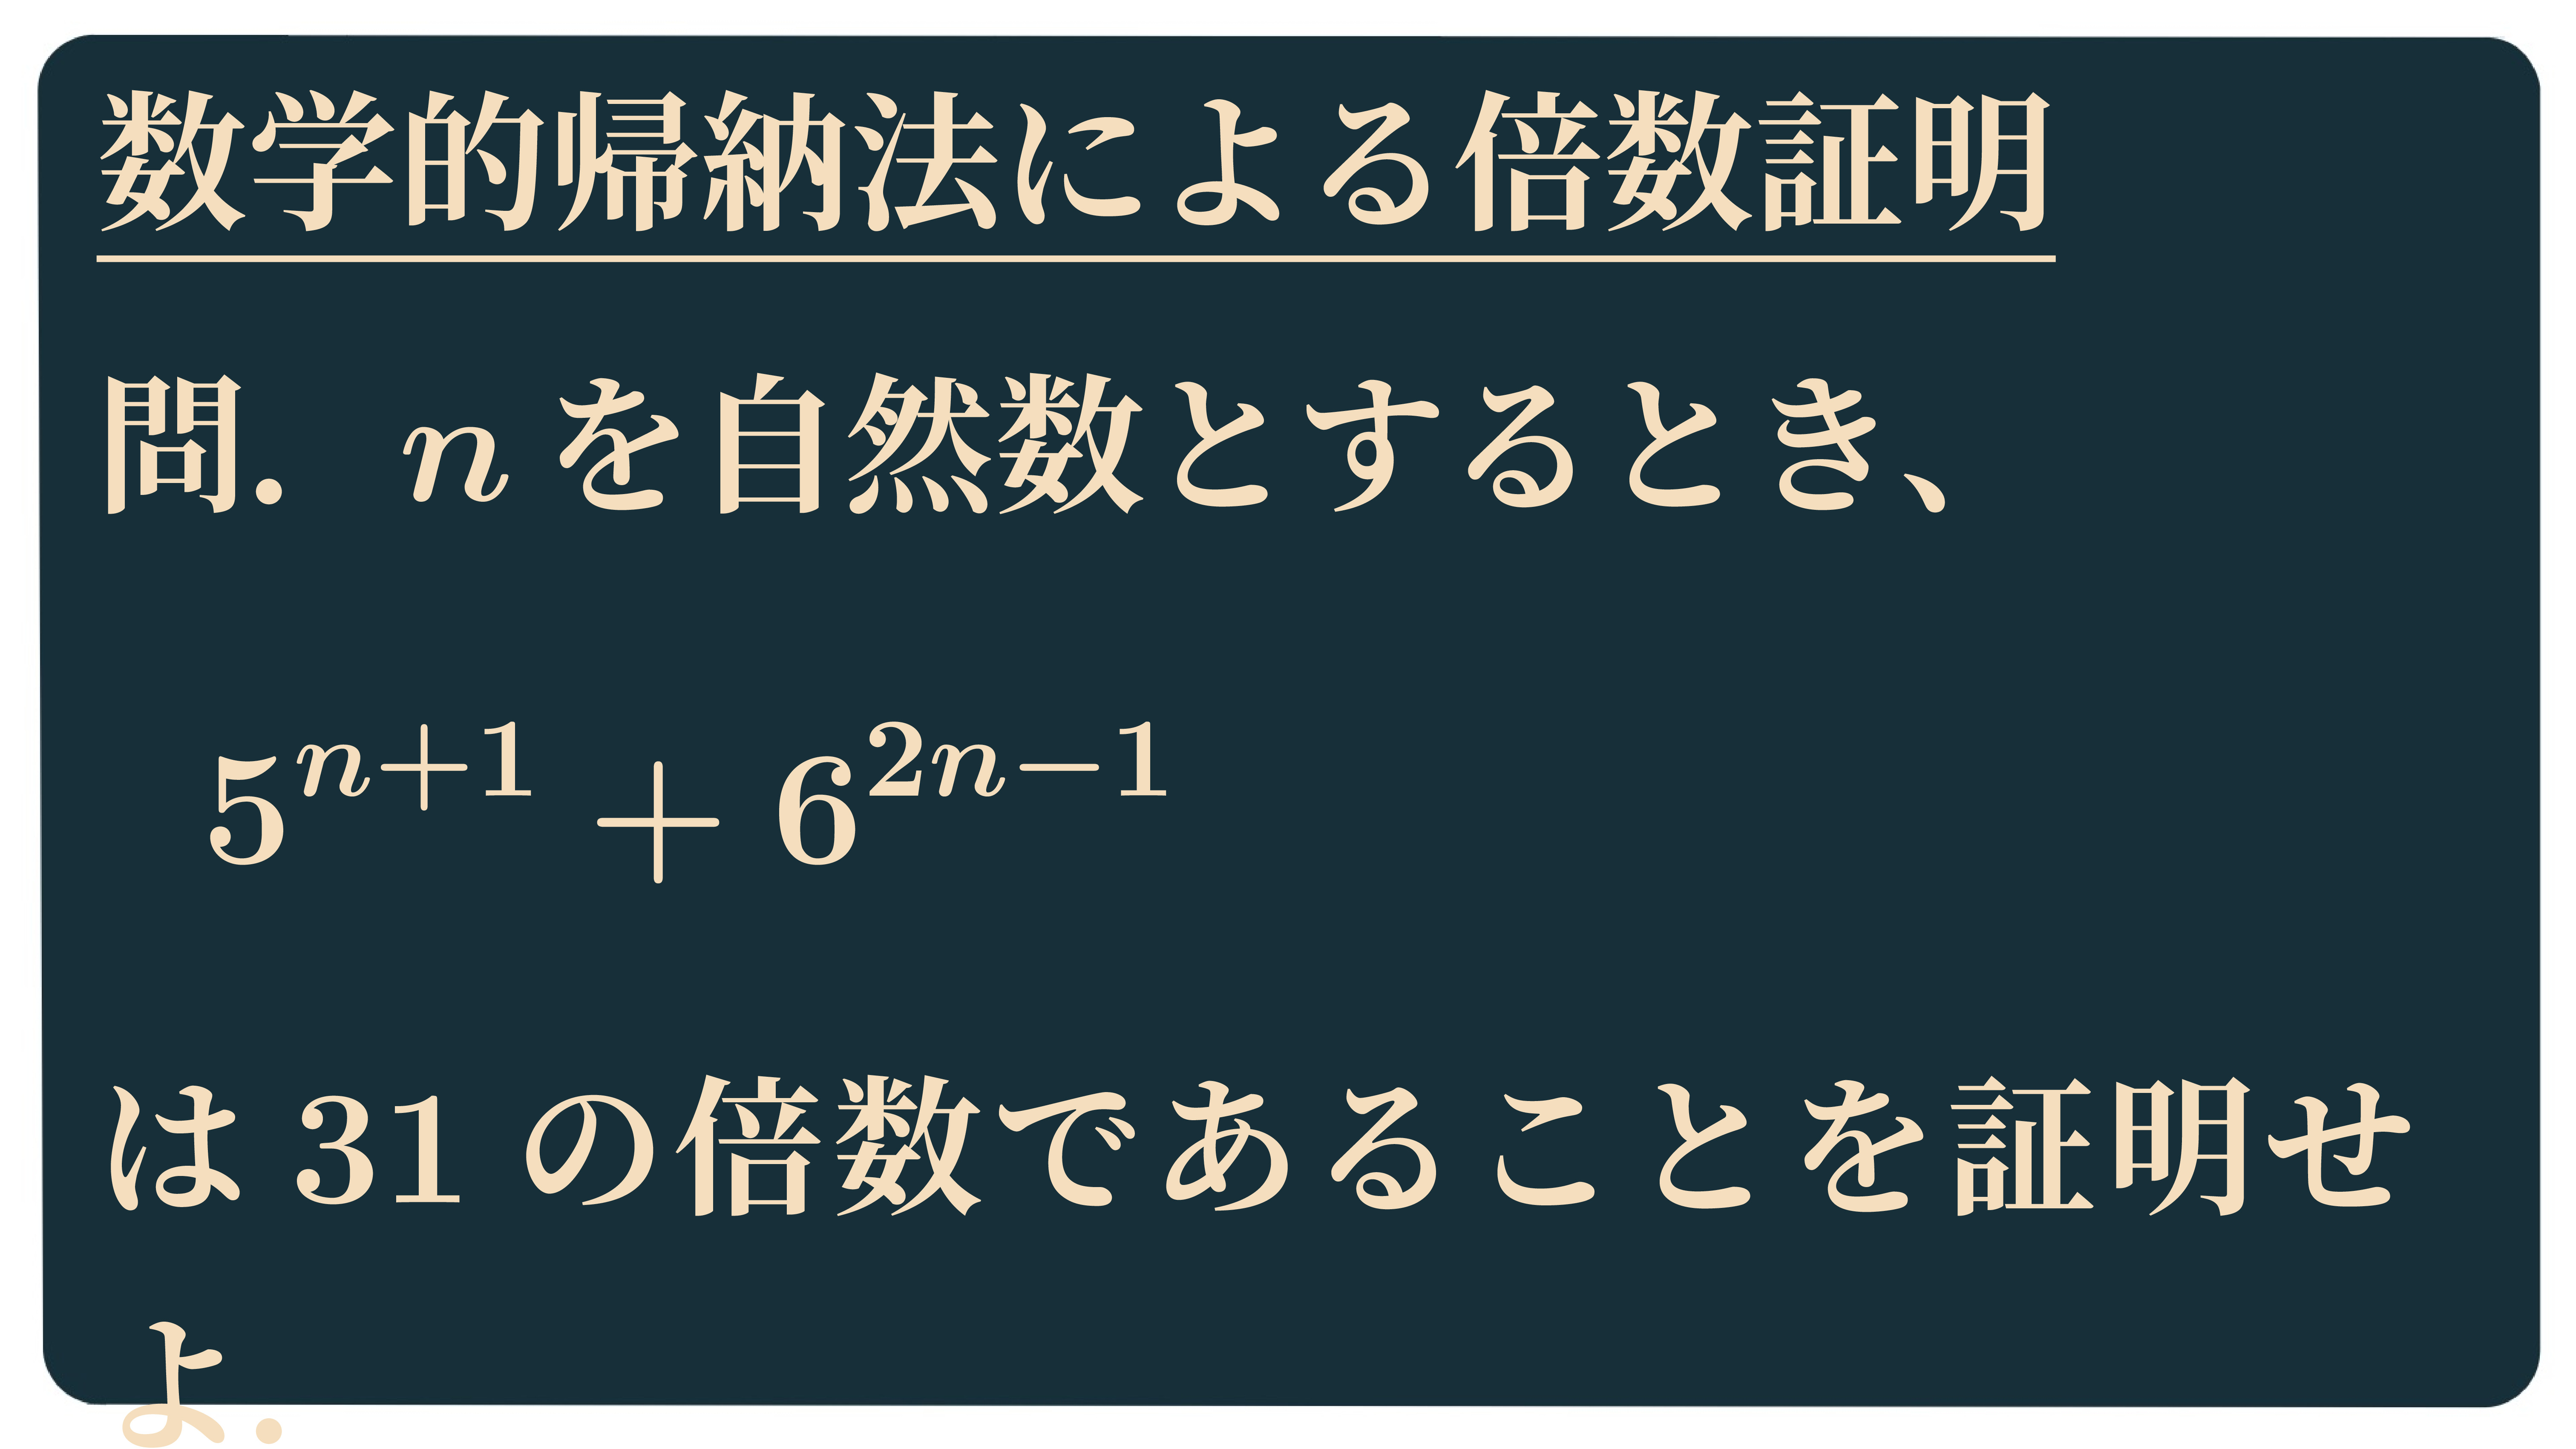 数学的帰納法による倍数証明
問. n を自然数とするとき、
5^{n+1} + 6^{2n−1}
は 31 の倍数であることを証明せ
よ.